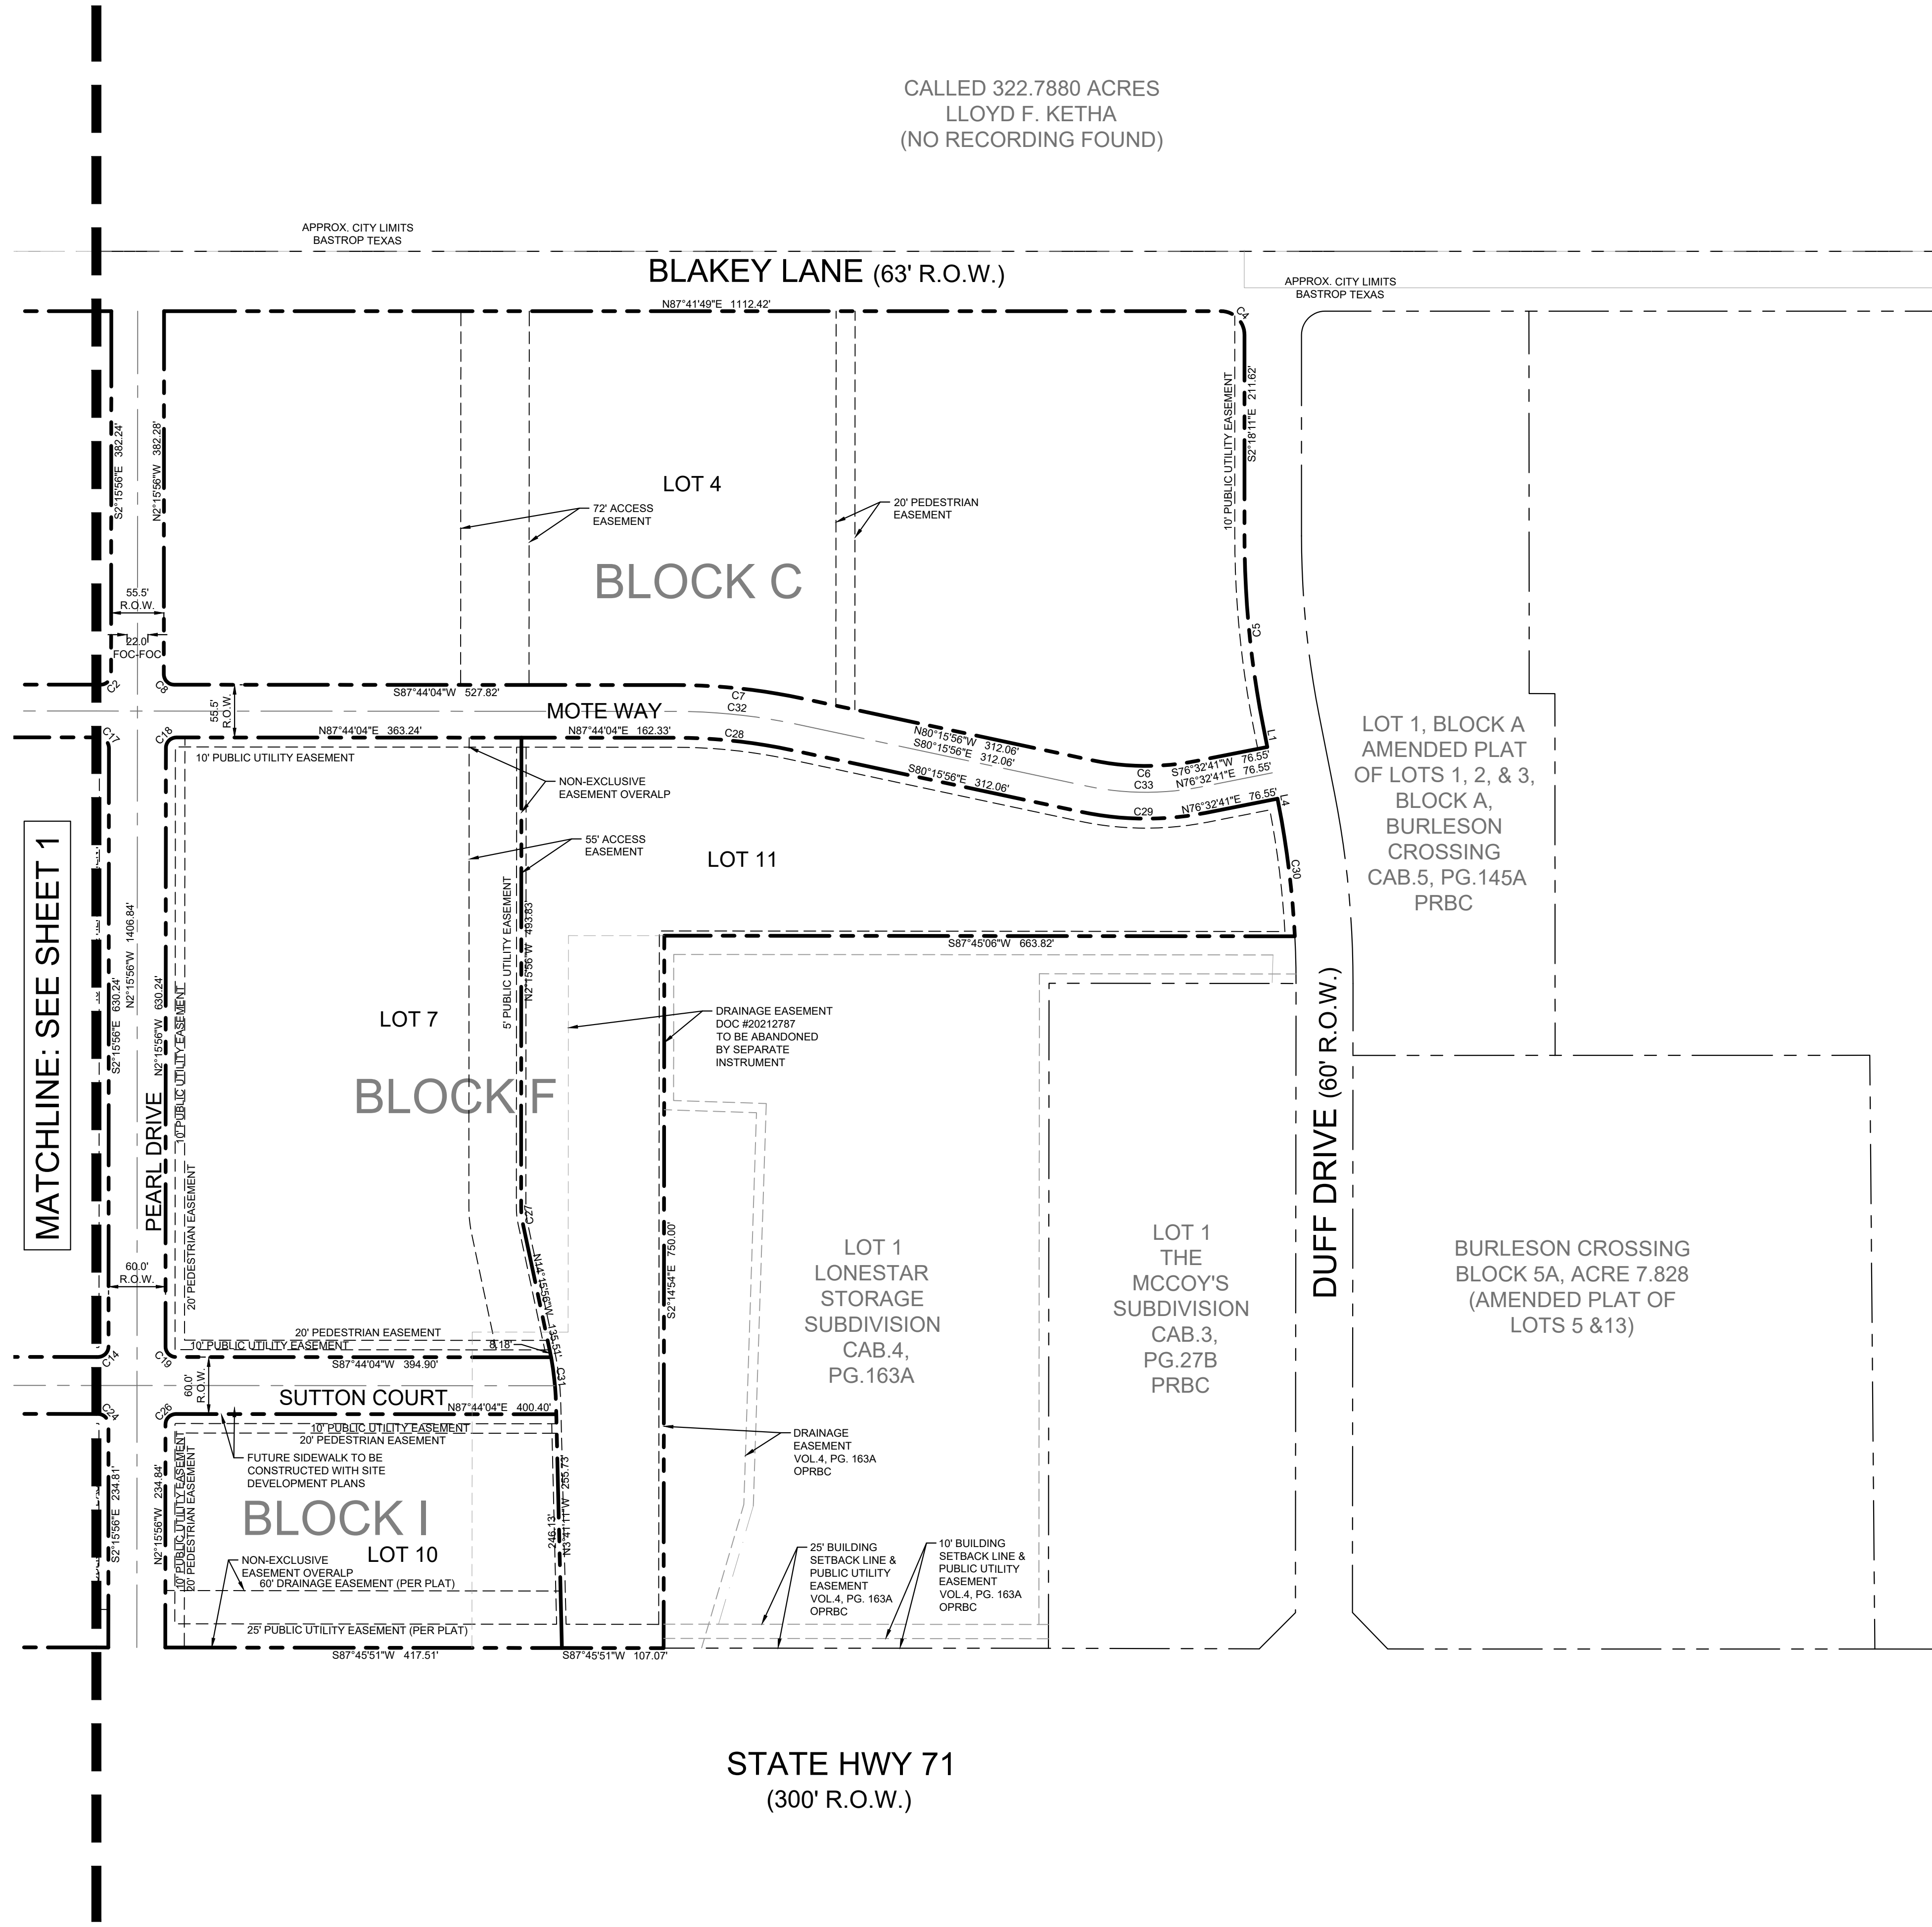 CALLED 322.7880 ACRES
LLOYD F. KETHA
(NO RECORDING FOUND)
APPROX. CITY LIMITS
BASTROP TEXAS
BLAKEY LANE (63' R.O.W.)
APPROX. CITY LIMITS
BASTROP TEXAS
N87°41'49"E 1112.42'
C4
S2°15'56"E 382.24'
N2°15'56"W 382.28'
10' PUBLIC UTILITY EASEMENT
S2°18'11"E 211.62'
LOT 4
72' ACCESS
EASEMENT
20' PEDESTRIAN
EASEMENT
BLOCK C
55.5'
R.O.W.
22.0'
FOC-FOC
C5
C2
C8
S87°44'04"W 527.82'
55.5'
R.O.W.
C7
C32
MOTE WAY
C17
C18
N87°44'04"E 363.24'
N87°44'04"E 162.33'
C28
N80°15'56"W 312.06'
S80°15'56"E 312.06'
S80°15'56"E 312.06'
L1
C6
C33
C29
S76°32'41"W 76.55'
N76°32'41"E 76.55'
N76°32'41"E 76.55'
L4
10' PUBLIC UTILITY EASEMENT
NON-EXCLUSIVE
EASEMENT OVERALP
55' ACCESS
EASEMENT
LOT 11
C30
LOT 1, BLOCK A
AMENDED PLAT
OF LOTS 1, 2, & 3,
BLOCK A,
BURLESON
CROSSING
CAB.5, PG.145A
PRBC
MATCHLINE: SEE SHEET 1
S2°15'56"E 630.24'
N2°15'56"W 1406.84'
N2°15'56"W 630.24'
PEARL DRIVE
10' PUBLIC UTILITY EASEMENT
20' PEDESTRIAN EASEMENT
5' PUBLIC UTILITY EASEMENT
N2°15'56"W 493.83'
S87°45'06"W 663.82'
LOT 7
BLOCK F
DRAINAGE EASEMENT
DOC #20212787
TO BE ABANDONED
BY SEPARATE
INSTRUMENT
DUFF DRIVE (60' R.O.W.)
C27
N14°15'56"W 135.51'
S2°14'54"E 750.00'
LOT 1
LONESTAR
STORAGE
SUBDIVISION
CAB.4,
PG.163A
LOT 1
THE
MCCOY'S
SUBDIVISION
CAB.3,
PG.27B
PRBC
BURLESON CROSSING
BLOCK 5A, ACRE 7.828
(AMENDED PLAT OF
LOTS 5 &13)
60.0'
R.O.W.
20' PEDESTRIAN EASEMENT
10' PUBLIC UTILITY EASEMENT
8.18'
C14
C19
S87°44'04"W 394.90'
C31
60.0'
R.O.W.
SUTTON COURT
N87°44'04"E 400.40'
C24
C26
10' PUBLIC UTILITY EASEMENT
20' PEDESTRIAN EASEMENT
FUTURE SIDEWALK TO BE
CONSTRUCTED WITH SITE
DEVELOPMENT PLANS
S2°15'56"E 234.81'
N2°15'56"W 234.84'
10' PUBLIC UTILITY EASEMENT
20' PEDESTRIAN EASEMENT
BLOCK I
LOT 10
246.13'
N3°41'11"W 255.73'
DRAINAGE
EASEMENT
VOL.4, PG. 163A
OPRBC
NON-EXCLUSIVE
EASEMENT OVERALP
60' DRAINAGE EASEMENT (PER PLAT)
25' PUBLIC UTILITY EASEMENT (PER PLAT)
25' BUILDING
SETBACK LINE &
PUBLIC UTILITY
EASEMENT
VOL.4, PG. 163A
OPRBC
10' BUILDING
SETBACK LINE &
PUBLIC UTILITY
EASEMENT
VOL.4, PG. 163A
OPRBC
S87°45'51"W 417.51'
S87°45'51"W 107.07'
STATE HWY 71
(300' R.O.W.)